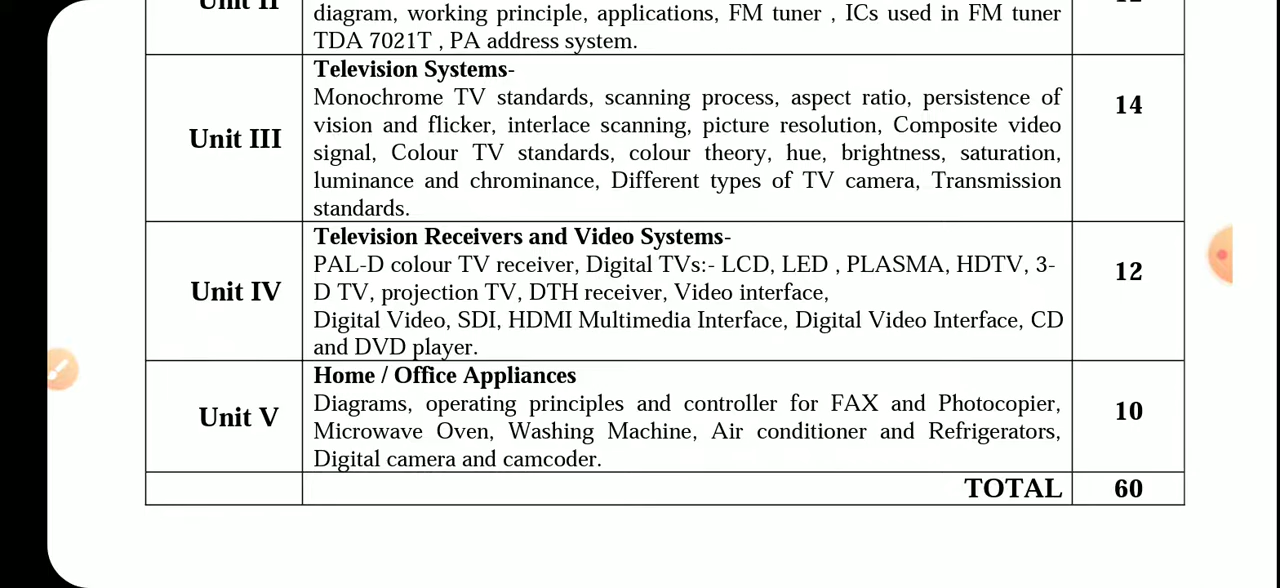 Unit II
diagram, working principle, applications, FM tuner , ICs used in FM tuner
TDA 7021T , PA address system.
Television Systems-
Monochrome TV standards, scanning process, aspect ratio, persistence of
vision and flicker, interlace scanning, picture resolution, Composite video
signal, Colour TV standards, colour theory, hue, brightness, saturation,
luminance and chrominance, Different types of TV camera, Transmission
standards.
Unit III
14
Television Receivers and Video Systems-
PAL-D colour TV receiver, Digital TVs:- LCD, LED , PLASMA, HDTV, 3-
D TV, projection TV, DTH receiver, Video interface,
Digital Video, SDI, HDMI Multimedia Interface, Digital Video Interface, CD
and DVD player.
Unit IV
12
Home / Office Appliances
Diagrams, operating principles and controller for FAX and Photocopier,
Microwave Oven, Washing Machine, Air conditioner and Refrigerators,
Digital camera and camcoder.
Unit V
10
TOTAL
60